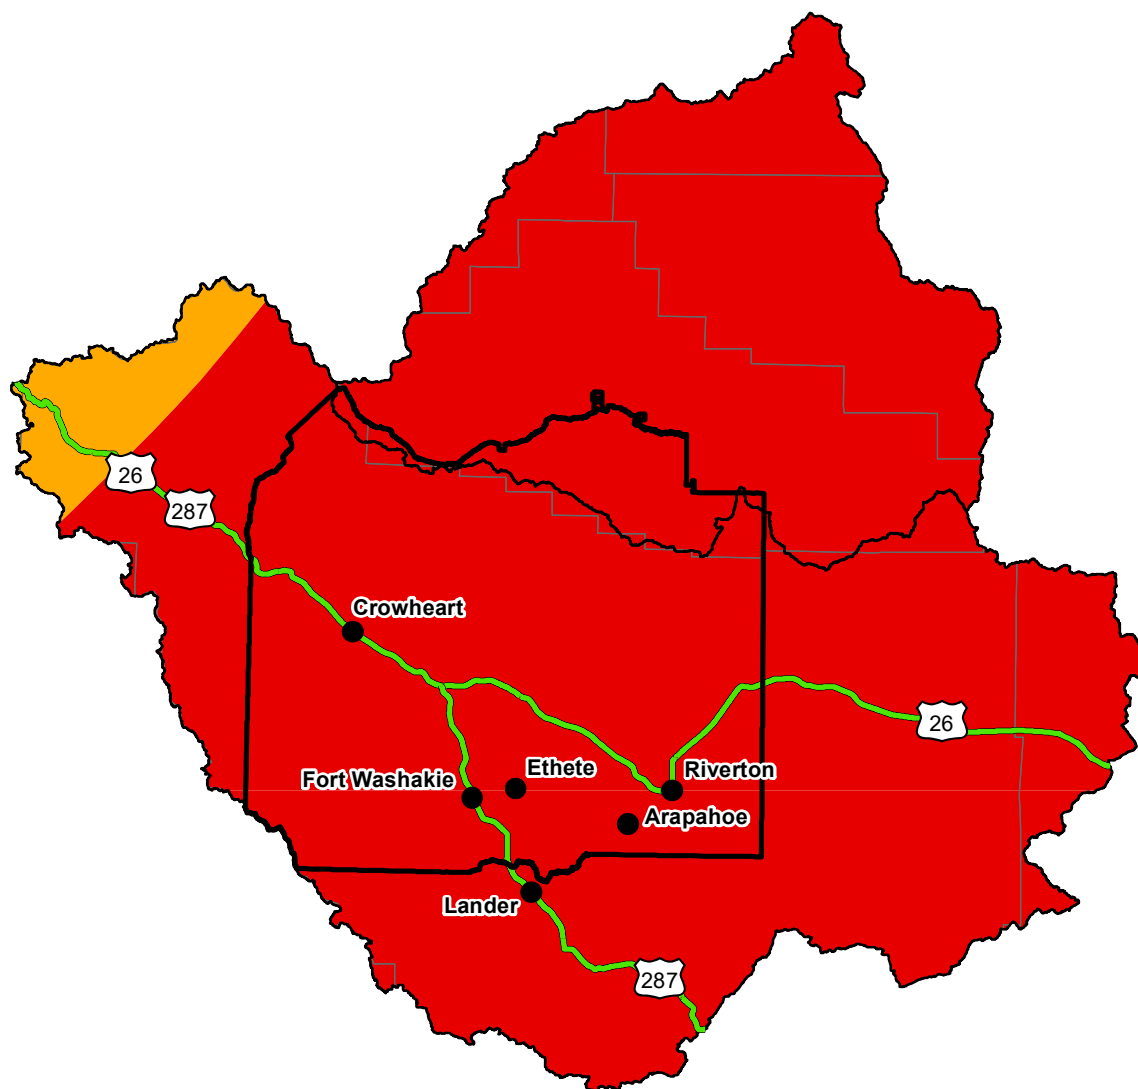 26
287
Crowheart
26
Ethete
Riverton
Fort Washakie
Arapahoe
Lander
287